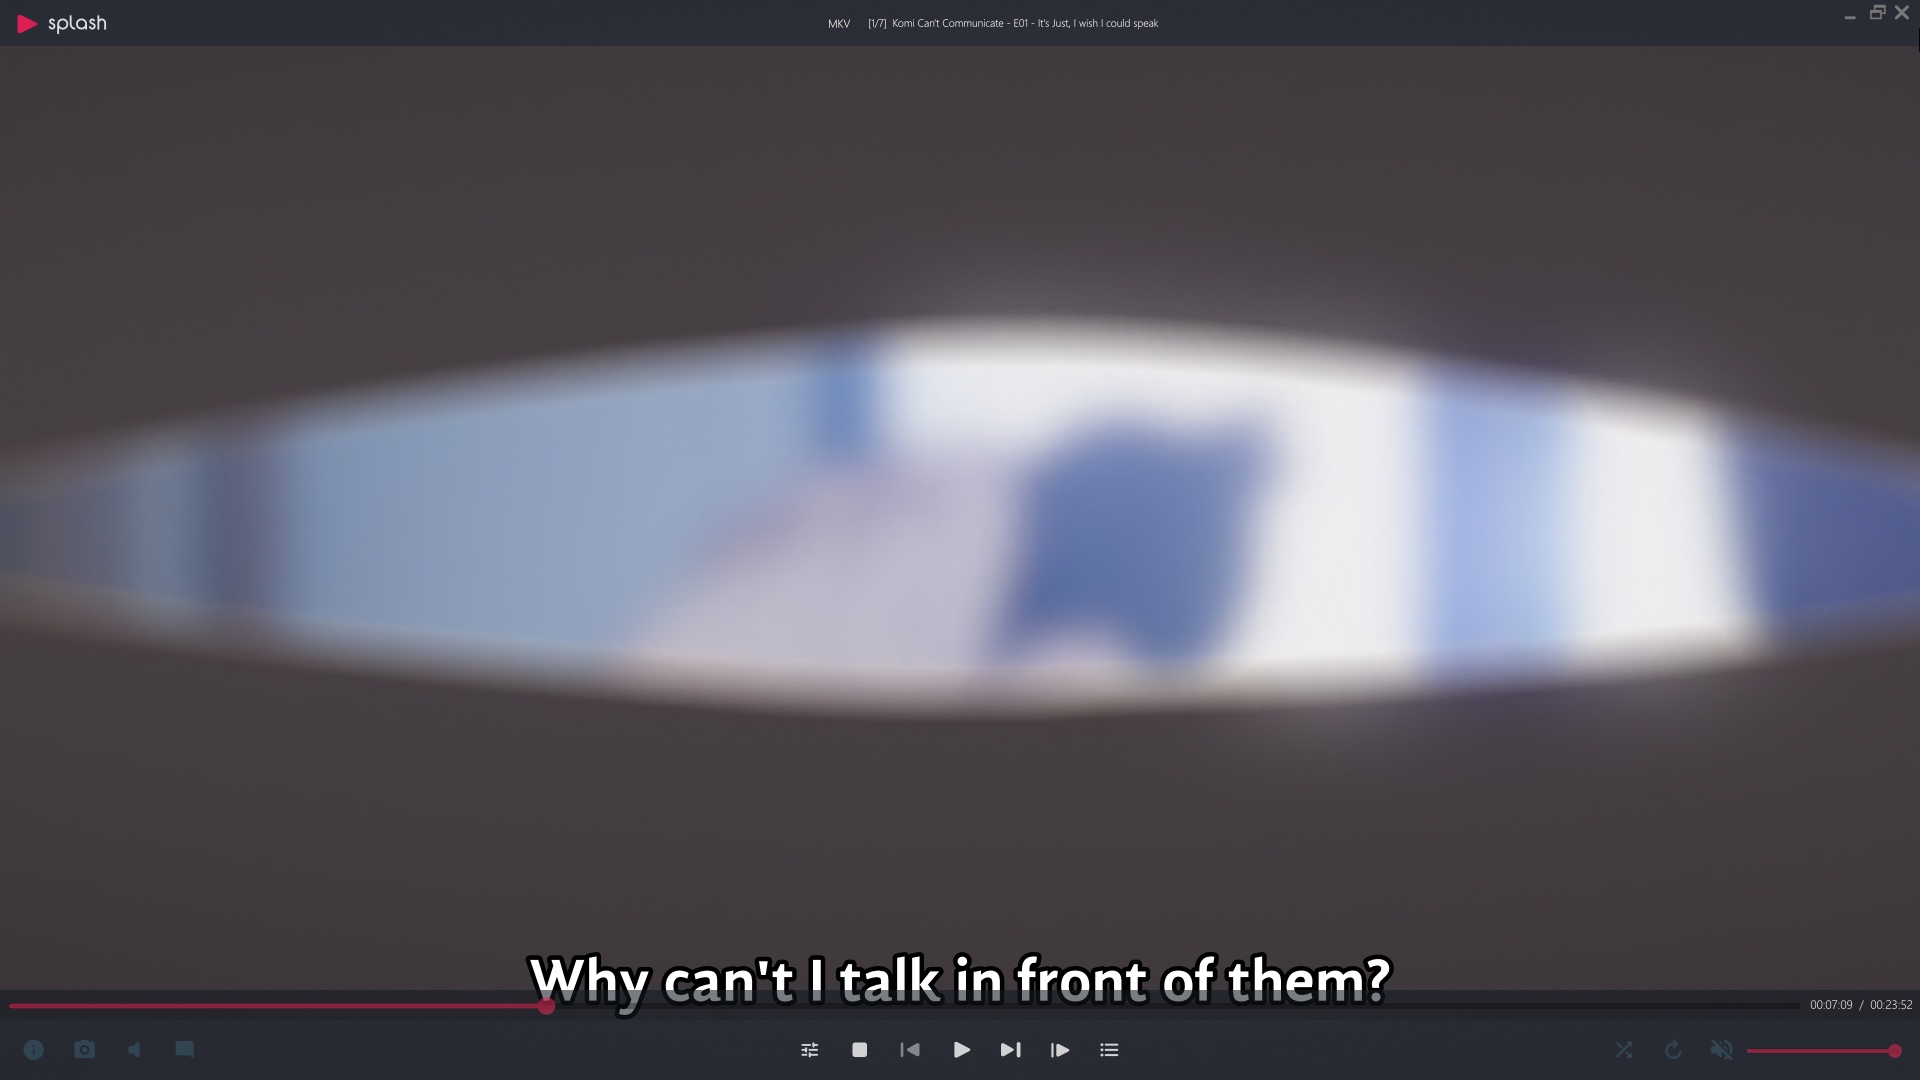 splash
MKV [1/7] Komi Can't Communicate - E01 - It's Just, I wish I could speak
Why can't I talk in front of them?
00:07:09 / 00:23:52